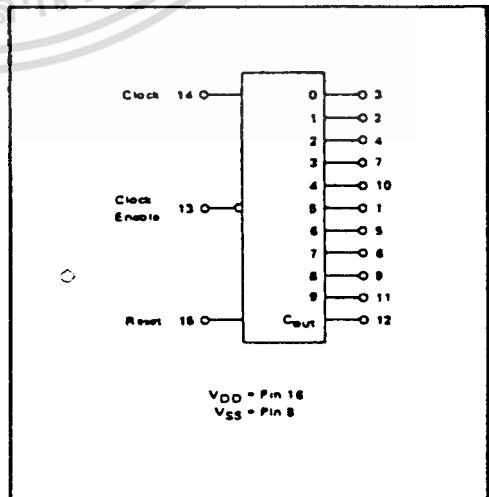 Clock 14 0 3
1 2
2 4
3 7
4 10
Clock
Enable 13 5 1
6 5
7 6
8 9
9 11
Reset 15 Cout 12
VDD = Pin 16
VSS = Pin 8